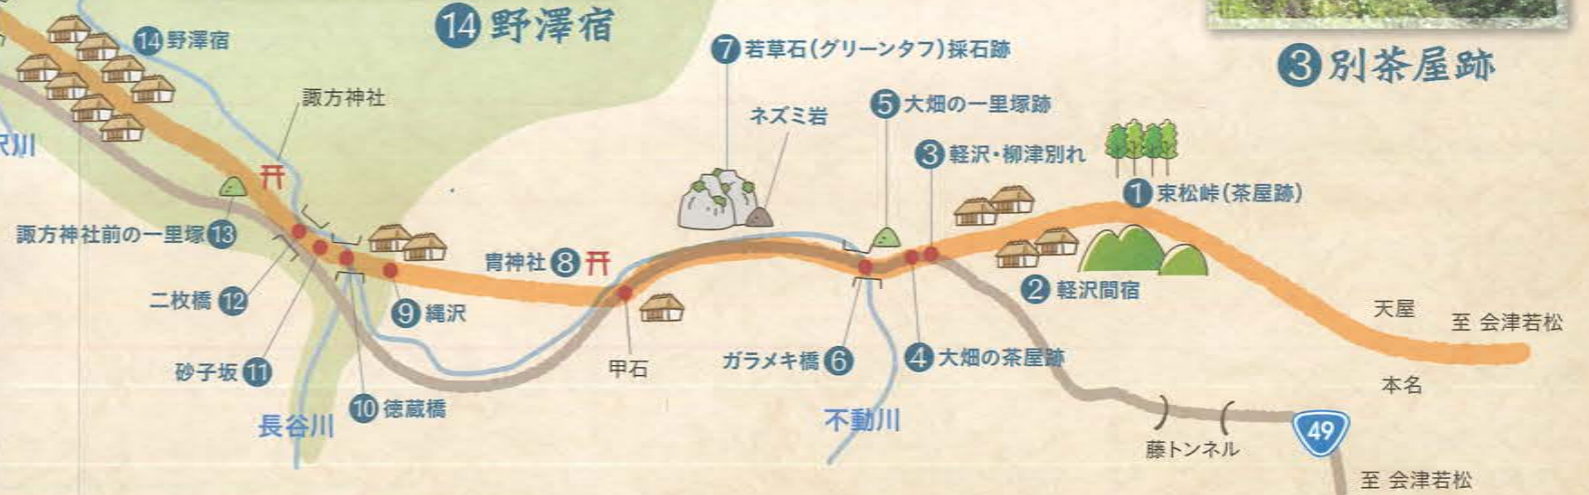 ⑭野澤宿
③別茶屋跡
⑭野澤宿
諏方神社
⑦若草石(グリーンタフ)採石跡
ネズミ岩
⑤大畑の一里塚跡
③軽沢・柳津別れ
①束松峠(茶屋跡)
沢川
諏方神社前の一里塚⑬
冑神社⑧
②軽沢間宿
二枚橋⑫
⑨縄沢
天屋
至 会津若松
砂子坂⑪
甲石
ガラメキ橋⑥
④大畑の茶屋跡
本名
⑩徳蔵橋
長谷川
不動川
藤トンネル
49
至 会津若松